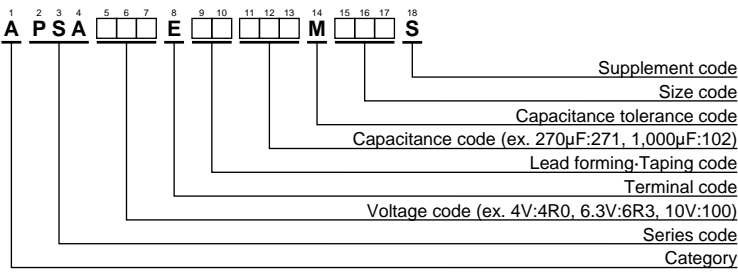 1 2 3 4 5 6 7 8 9 10 11 12 13 14 15 16 17 18
A PSA □□□ E □□ □□□ M □□□ S
Supplement code
Size code
Capacitance tolerance code
Capacitance code (ex. 270µF:271, 1,000µF:102)
Lead forming·Taping code
Terminal code
Voltage code (ex. 4V:4R0, 6.3V:6R3, 10V:100)
Series code
Category